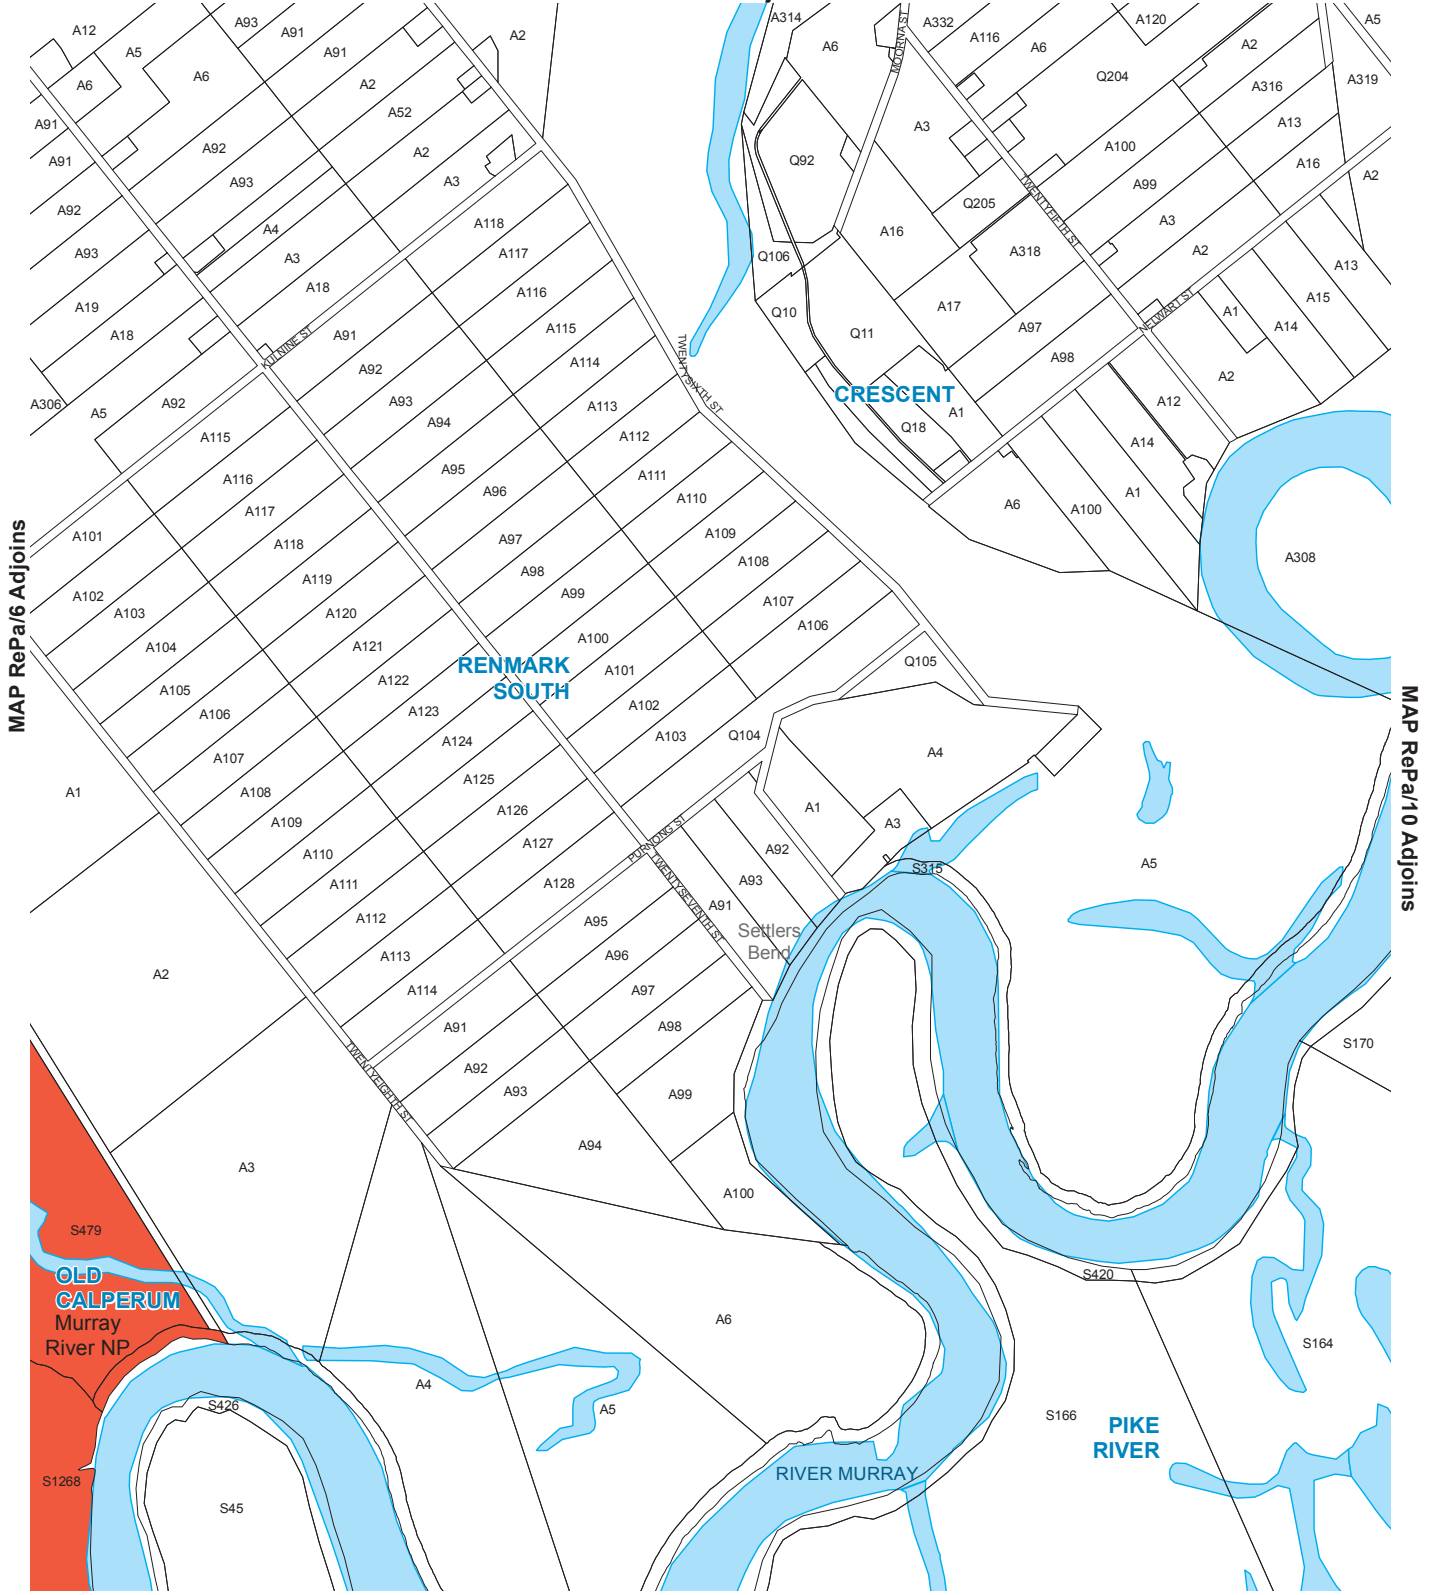 A12
A5
A93
A91
A91
A2
A314
A6
MOORNA ST
A332
A116
A6
A120
A2
A5
A6
A6
A2
A52
Q204
A316
A319
A91
A91
A92
A93
A2
A3
Q92
A3
A100
A13
A16
A2
A92
A93
A4
A3
A18
A118
A117
A116
Q106
A16
Q205
TWENTYFIFTH ST
A318
A99
A3
A2
A13
A19
A18
KULNINE ST
A91
A92
A115
A114
TWENTYSIXTH ST
Q10
Q11
A17
A97
A98
NELWART ST
A1
A14
A15
A306
A5
A92
A93
A94
A113
A112
CRESCENT
A1
Q18
A2
A12
A14
A115
A116
A117
A118
A95
A96
A111
A110
A6
A100
A1
MAP RePa/6 Adjoins
A101
A102
A103
A104
A119
A120
A121
A97
A98
A99
A109
A108
A107
A106
A308
RENMARK
SOUTH
A100
A101
A102
A103
Q104
Q105
A105
A106
A107
A108
A109
A122
A123
A124
A125
A126
A127
A128
PURNONG ST
TWENTYSEVENTH ST
A4
A1
A3
A92
A93
A91
S315
A5
MAP RePa/10 Adjoins
A1
A110
A111
A112
A113
A114
A95
A96
A97
A98
A99
Settlers
Bend
A2
A91
A92
A93
A94
A100
TWENTYEIGHTH ST
S170
A3
S479
OLD
CALPERUM
Murray
River NP
S420
S164
A6
A4
A5
S426
S166
PIKE
RIVER
RIVER MURRAY
S1268
S45